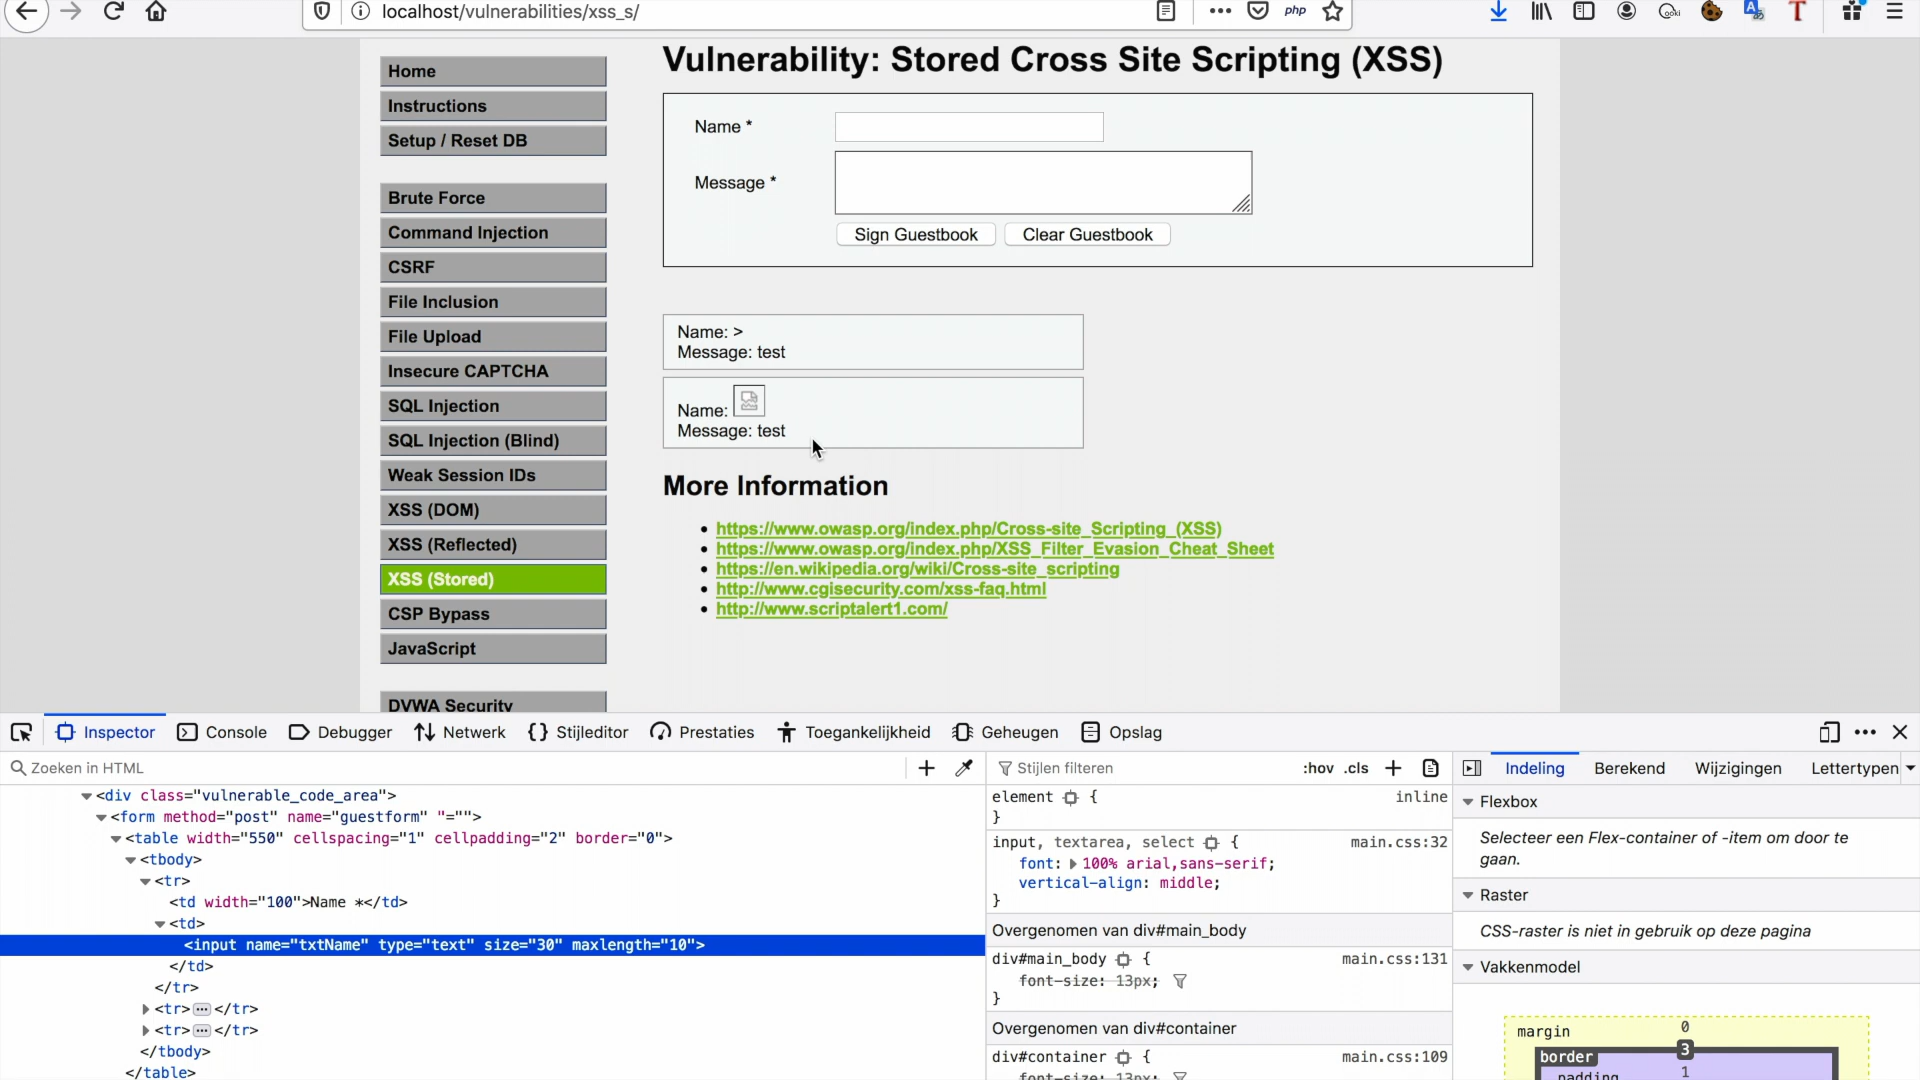 localhost/vulnerabilities/xss_s/
php
Home
Instructions
Setup / Reset DB
Brute Force
Command Injection
CSRF
File Inclusion
File Upload
Insecure CAPTCHA
SQL Injection
SQL Injection (Blind)
Weak Session IDs
XSS (DOM)
XSS (Reflected)
XSS (Stored)
CSP Bypass
JavaScript
DVWA Security
Vulnerability: Stored Cross Site Scripting (XSS)
Name *
Message *
Sign Guestbook Clear Guestbook
Name: >
Message: test
Name:
Message: test
More Information
https://www.owasp.org/index.php/Cross-site_Scripting_(XSS)
https://www.owasp.org/index.php/XSS_Filter_Evasion_Cheat_Sheet
https://en.wikipedia.org/wiki/Cross-site_scripting
http://www.cgisecurity.com/xss-faq.html
http://www.scriptalert1.com/
Inspector Console Debugger Netwerk Stijleditor Prestaties Toegankelijkheid Geheugen Opslag
Zoeken in HTML
<div class="vulnerable_code_area">
<form method="post" name="guestform" "="">
<table width="550" cellspacing="1" cellpadding="2" border="0">
<tbody>
<tr>
<td width="100">Name *</td>
<td>
<input name="txtName" type="text" size="30" maxlength="10">
</td>
</tr>
<tr> </tr>
<tr> </tr>
</tbody>
</table>
Stijlen filteren :hov .cls
element { inline
}
input, textarea, select { main.css:32
font: 100% arial,sans-serif;
vertical-align: middle;
}
Overgenomen van div#main_body
div#main_body { main.css:131
font-size: 13px;
}
Overgenomen van div#container
div#container { main.css:109
font-size: 13px;
Indeling Berekend Wijzigingen Lettertypen
Flexbox
Selecteer een Flex-container of -item om door te
gaan.
Raster
CSS-raster is niet in gebruik op deze pagina
Vakkenmodel
margin 0
border 3
padding 1